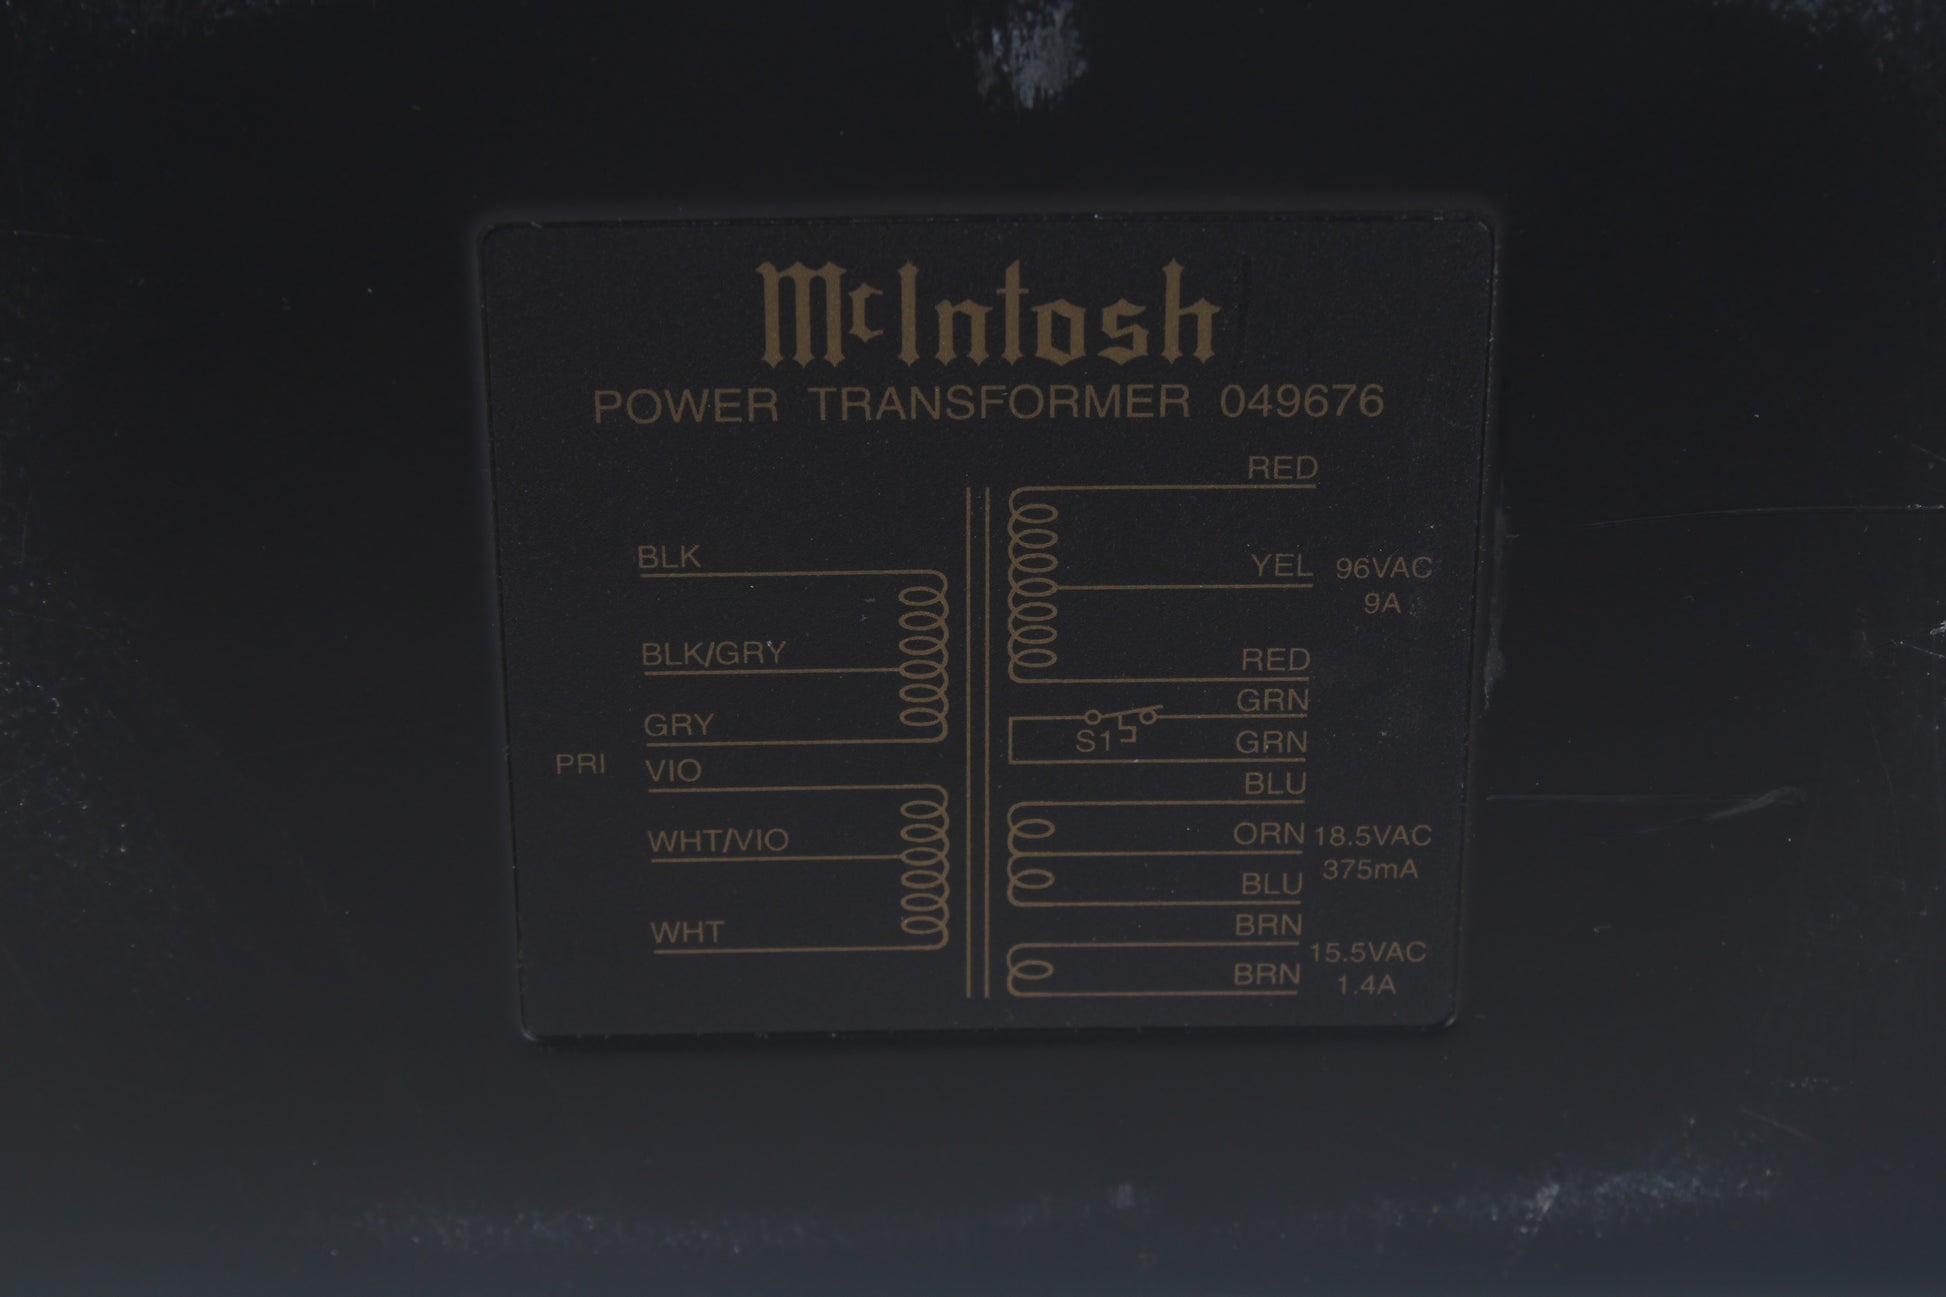 McIntosh
POWER TRANSFORMER 049676
RED
BLK
YEL 96VAC
9A
BLK/GRY
RED
GRN
GRY
S1
GRN
PRI
VIO
BLU
WHT/VIO
ORN 18.5VAC
375mA
BLU
WHT
BRN
15.5VAC
BRN
1.4A